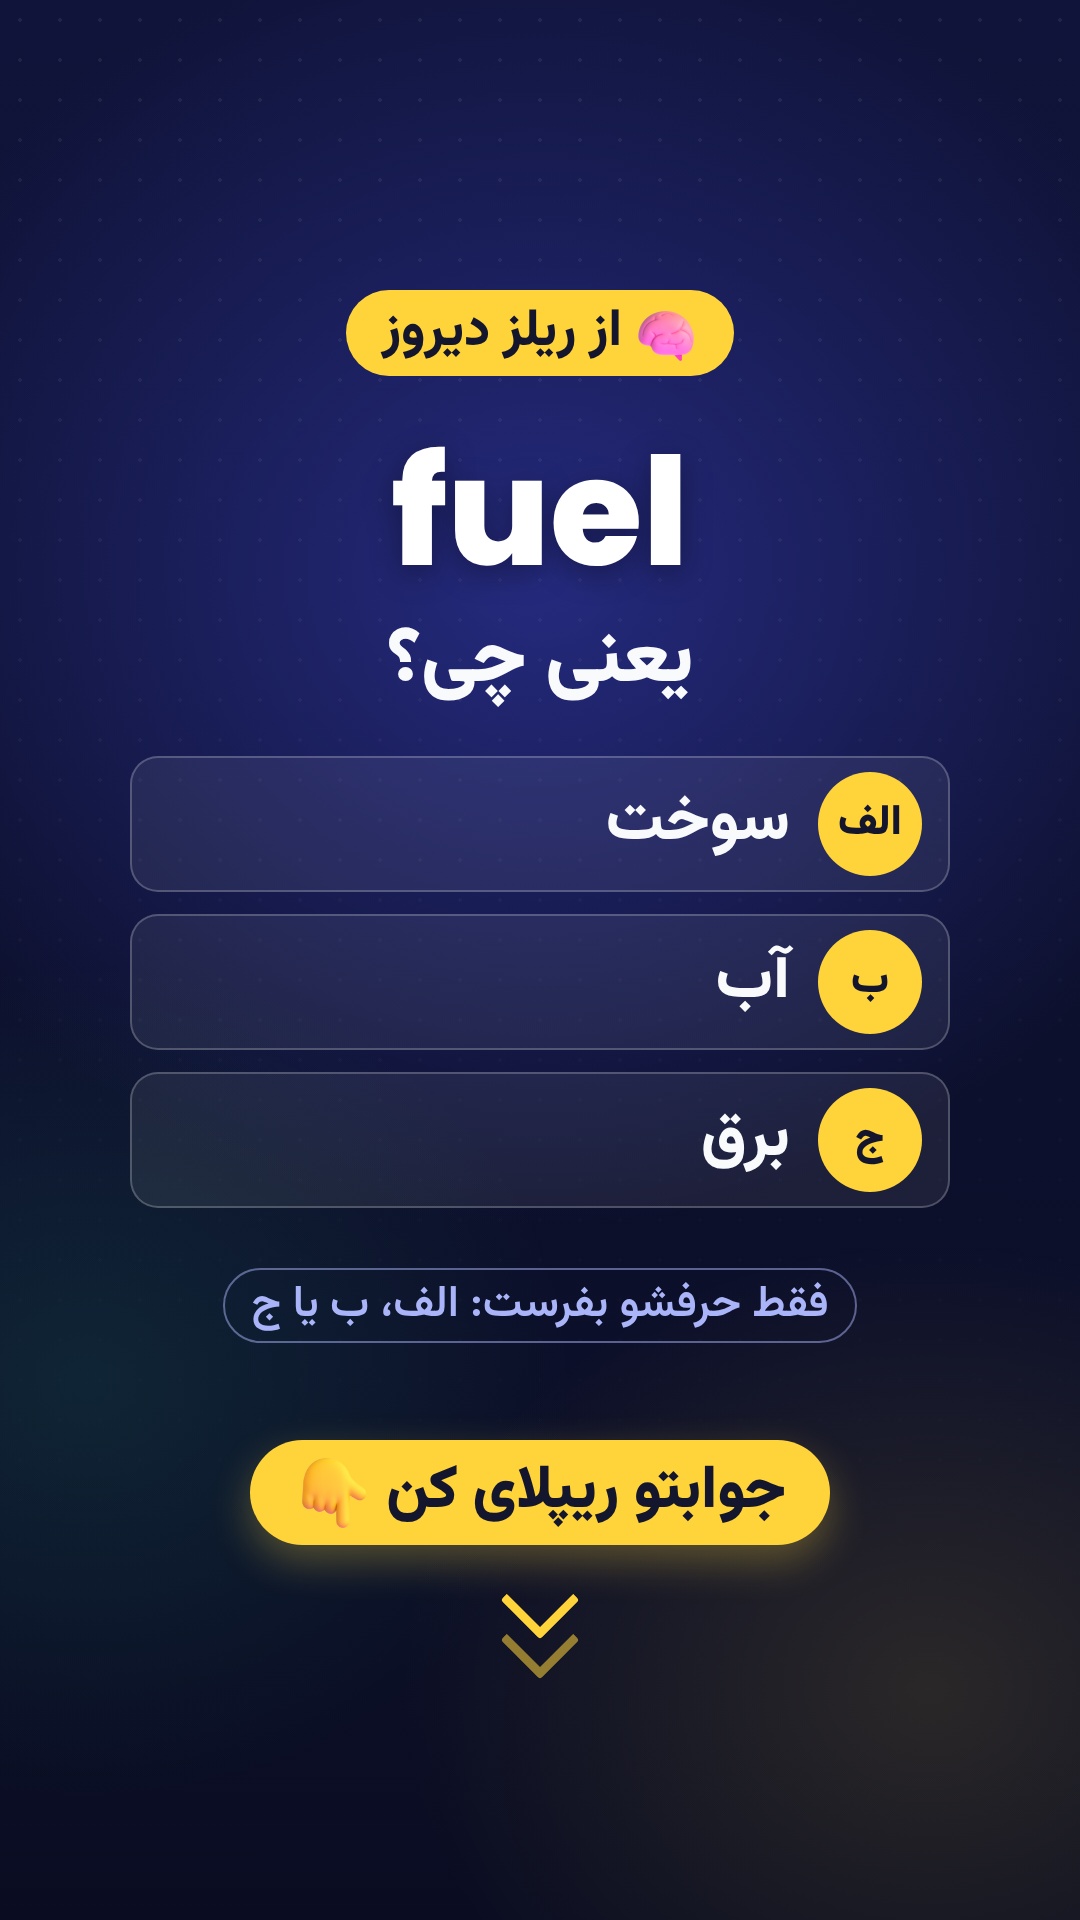 🧠 از ریلز دیروز
fuel
یعنی چی؟
الف سوخت
ب آب
ج برق
فقط حرفشو بفرست: الف، ب یا ج
جوابتو ریپلای کن 👇